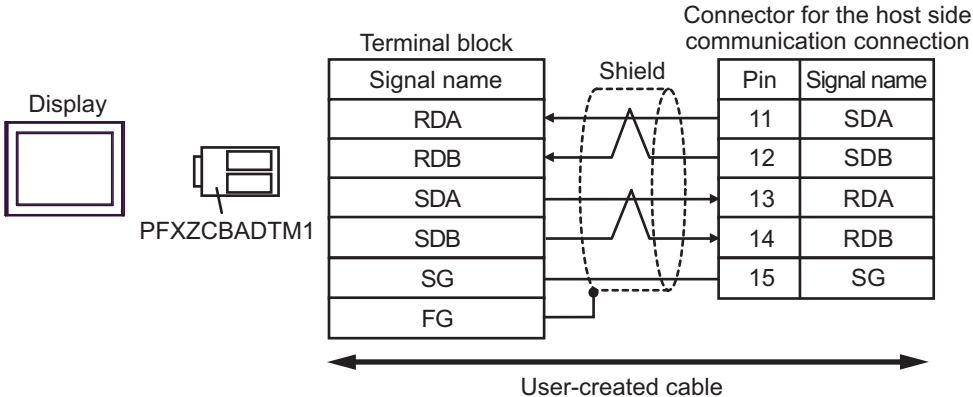 Connector for the host side
communication connection
Terminal block
Signal name
Shield
Pin Signal name
Display
RDA 11 SDA
RDB 12 SDB
SDA 13 RDA
PFXZCBADTM1
SDB 14 RDB
SG 15 SG
FG
User-created cable